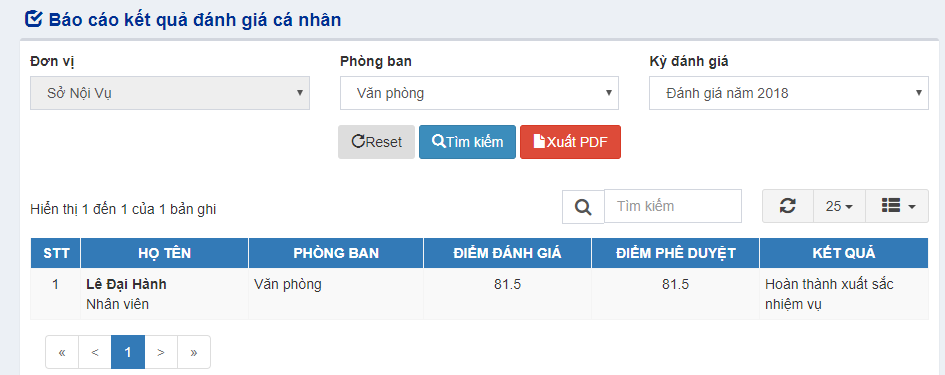 Báo cáo kết quả đánh giá cá nhân
Đơn vị Phòng ban Kỳ đánh giá
Sở Nội Vụ Văn phòng Đánh giá năm 2018
Reset Tìm kiếm Xuất PDF
Hiển thị 1 đến 1 của 1 bản ghi Tìm kiếm 25
STT HỌ TÊN PHÒNG BAN ĐIỂM ĐÁNH GIÁ ĐIỂM PHÊ DUYỆT KẾT QUẢ
1 Lê Đại Hành Văn phòng 81.5 81.5 Hoàn thành xuất sắc
Nhân viên nhiệm vụ
« < 1 > »